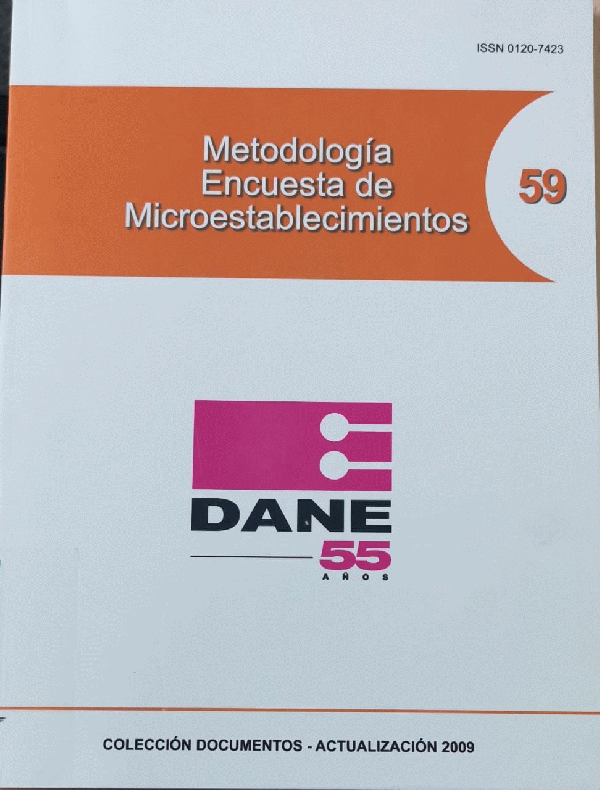 ISSN 0120-7423
Metodología
Encuesta de
Microestablecimientos
59
DANE
55
AÑOS
COLECCIÓN DOCUMENTOS - ACTUALIZACIÓN 2009